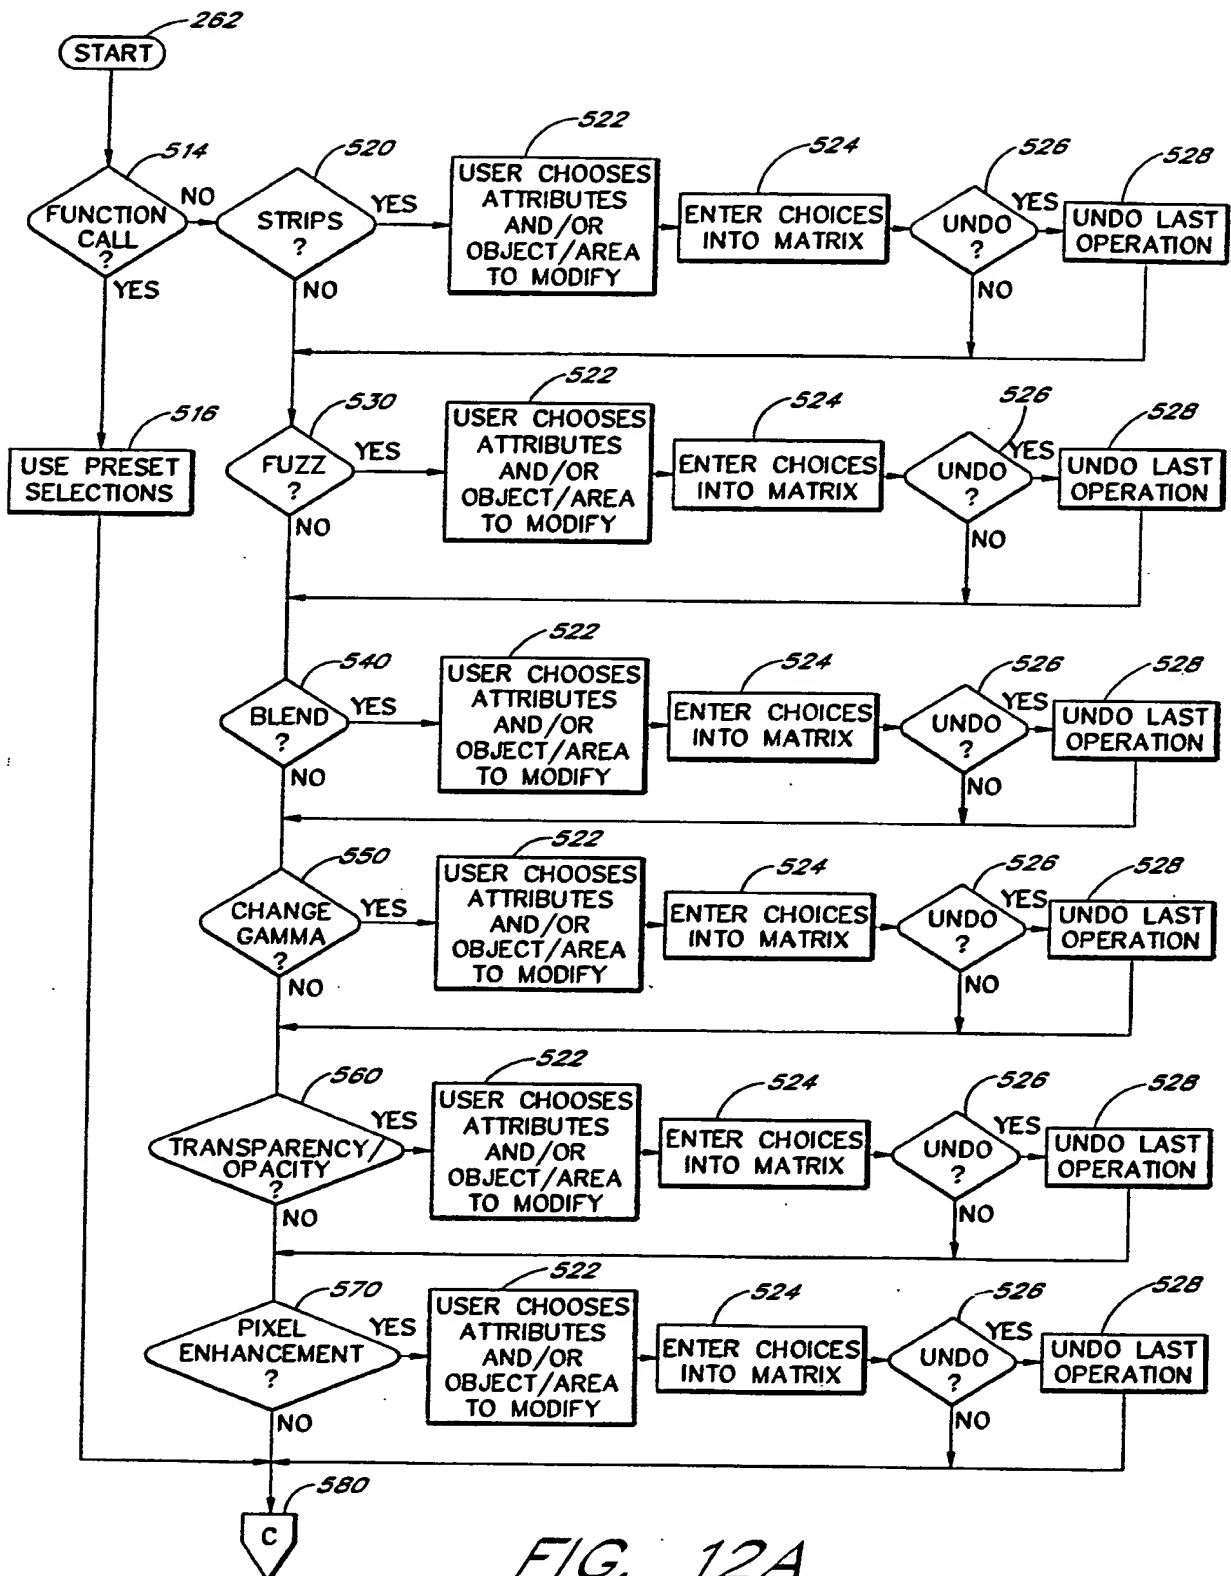 262
START
514
520
522
524
526
528
FUNCTION
CALL
?
NO
STRIPS
?
YES
USER CHOOSES
ATTRIBUTES
AND/OR
OBJECT/AREA
TO MODIFY
ENTER CHOICES
INTO MATRIX
UNDO
?
YES
UNDO LAST
OPERATION
YES
NO
NO
516
USE PRESET
SELECTIONS
530
522
524
526
528
FUZZ
?
YES
USER CHOOSES
ATTRIBUTES
AND/OR
OBJECT/AREA
TO MODIFY
ENTER CHOICES
INTO MATRIX
UNDO
?
YES
UNDO LAST
OPERATION
NO
NO
540
522
524
526
528
BLEND
?
YES
USER CHOOSES
ATTRIBUTES
AND/OR
OBJECT/AREA
TO MODIFY
ENTER CHOICES
INTO MATRIX
UNDO
?
YES
UNDO LAST
OPERATION
NO
NO
550
522
524
526
528
CHANGE
GAMMA
?
YES
USER CHOOSES
ATTRIBUTES
AND/OR
OBJECT/AREA
TO MODIFY
ENTER CHOICES
INTO MATRIX
UNDO
?
YES
UNDO LAST
OPERATION
NO
NO
560
522
524
526
528
TRANSPARENCY/
OPACITY
?
YES
USER CHOOSES
ATTRIBUTES
AND/OR
OBJECT/AREA
TO MODIFY
ENTER CHOICES
INTO MATRIX
UNDO
?
YES
UNDO LAST
OPERATION
NO
NO
570
522
524
526
528
PIXEL
ENHANCEMENT
?
YES
USER CHOOSES
ATTRIBUTES
AND/OR
OBJECT/AREA
TO MODIFY
ENTER CHOICES
INTO MATRIX
UNDO
?
YES
UNDO LAST
OPERATION
NO
NO
580
C
FIG. 12A